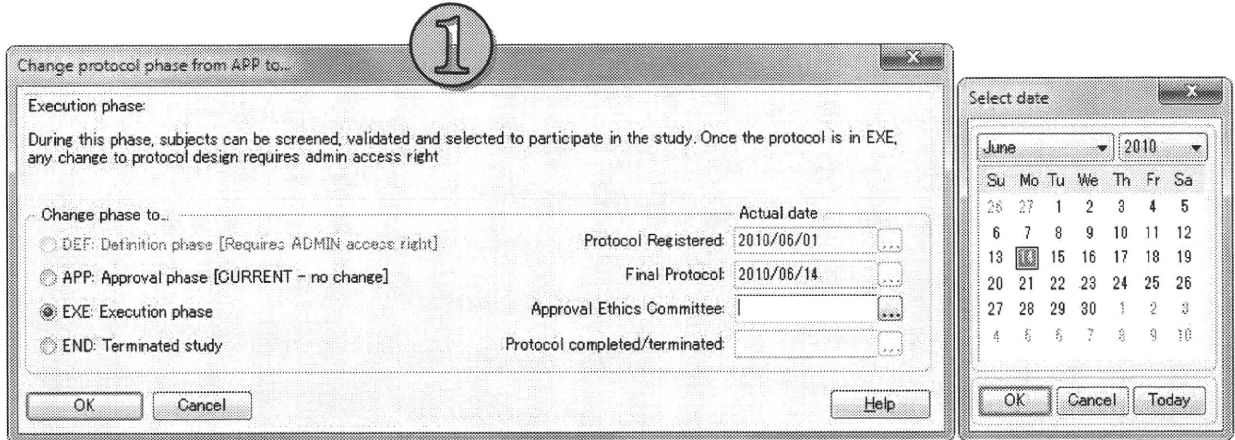 1
Change protocol phase from APP to...
Execution phase:
During this phase, subjects can be screened, validated and selected to participate in the study. Once the protocol is in EXE,
any change to protocol design requires admin access right
Change phase to...
Actual date
DEF: Definition phase [Requires ADMIN access right]
Protocol Registered: 2010/06/01 ...
APP: Approval phase [CURRENT - no change]
Final Protocol: 2010/06/14 ...
EXE: Execution phase
Approval Ethics Committee: ...
END: Terminated study
Protocol completed/terminated: ...
OK Cancel Help
Select date
June 2010
Su Mo Tu We Th Fr Sa
26 27 1 2 3 4 5
6 7 8 9 10 11 12
13 14 15 16 17 18 19
20 21 22 23 24 25 26
27 28 29 30 1 2 3
4 5 6 7 8 9 10
OK Cancel Today